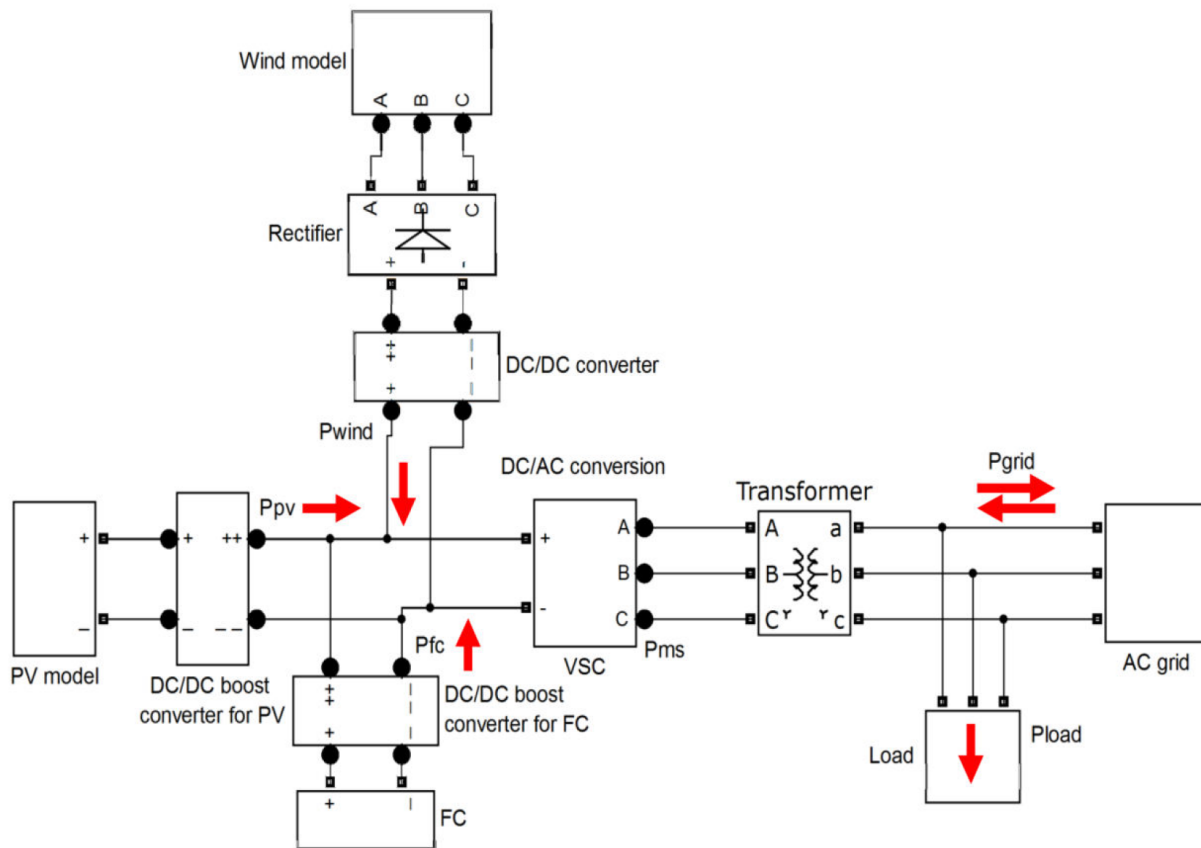 Wind model
A B C
A B C
Rectifier
+ -
++ --
DC/DC converter
+ -
Pwind
DC/AC conversion
Pgrid
Transformer
Ppv
+ + ++ + A A a
B B b
- - -- - C C c
Pfc
Pms
VSC
PV model
AC grid
DC/DC boost
converter for PV
++ --
+ -
DC/DC boost
converter for FC
Load
Pload
+ -
FC